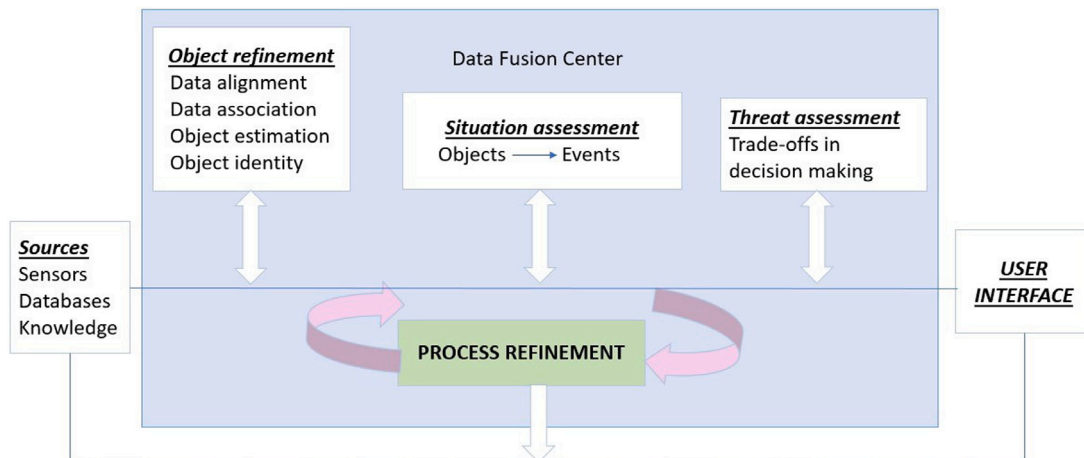 Object refinement
Data alignment
Data association
Object estimation
Object identity
Data Fusion Center
Situation assessment
Objects → Events
Threat assessment
Trade-offs in
decision making
Sources
Sensors
Databases
Knowledge
USER
INTERFACE
PROCESS REFINEMENT